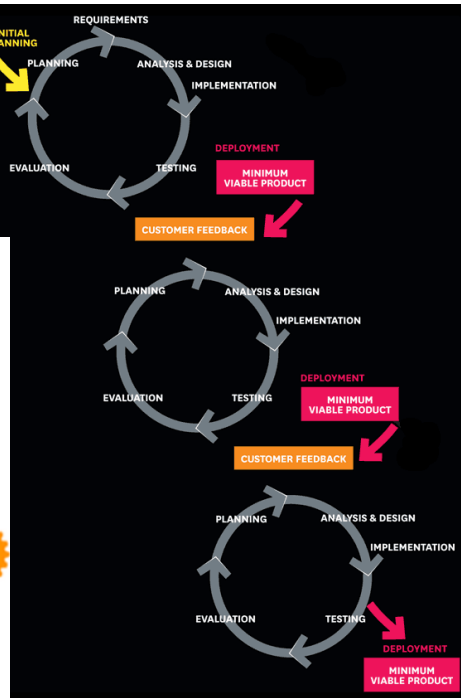 REQUIREMENTS
NITIAL
ANNING
PLANNING
ANALYSIS & DESIGN
IMPLEMENTATION
EVALUATION
TESTING
DEPLOYMENT
MINIMUM
VIABLE PRODUCT
CUSTOMER FEEDBACK
PLANNING
ANALYSIS & DESIGN
IMPLEMENTATION
EVALUATION
TESTING
DEPLOYMENT
MINIMUM
VIABLE PRODUCT
CUSTOMER FEEDBACK
PLANNING
ANALYSIS & DESIGN
IMPLEMENTATION
EVALUATION
TESTING
DEPLOYMENT
MINIMUM
VIABLE PRODUCT